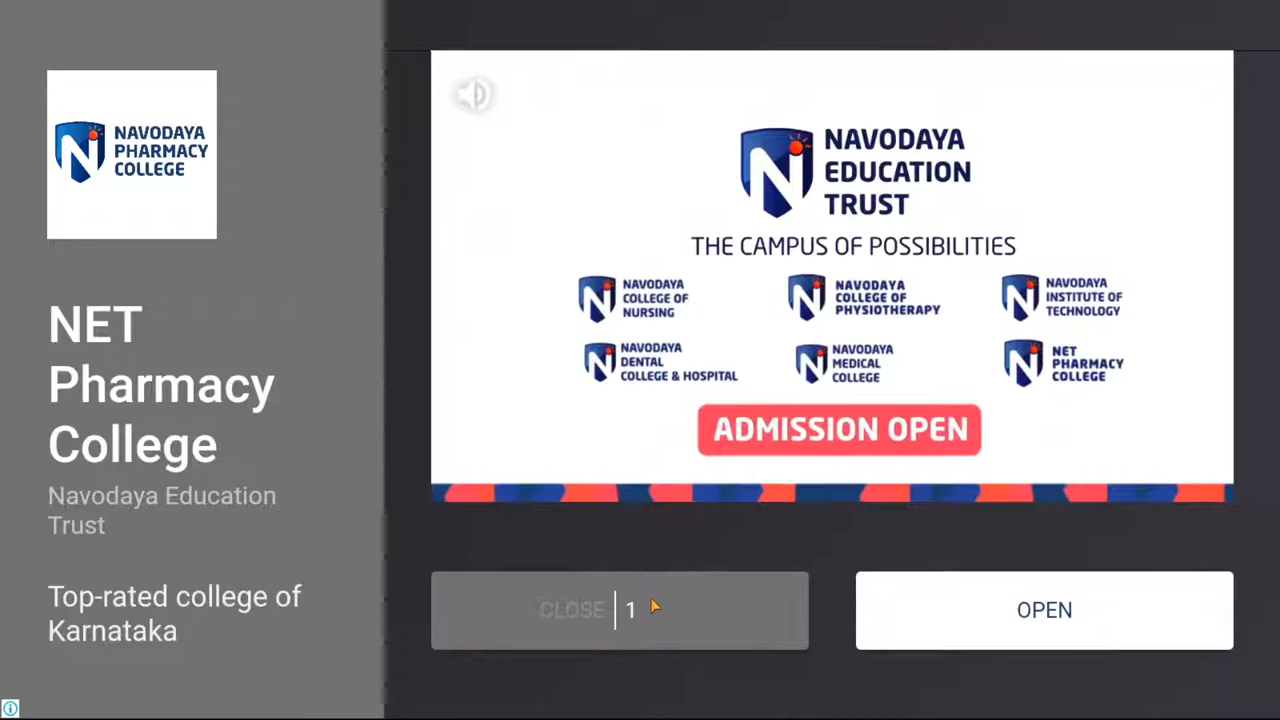 NAVODAYA
PHARMACY
COLLEGE
NET
Pharmacy
College
Navodaya Education
Trust
Top-rated college of
Karnataka
NAVODAYA
EDUCATION
TRUST
THE CAMPUS OF POSSIBILITIES
NAVODAYA
COLLEGE OF
NURSING
NAVODAYA
COLLEGE OF
PHYSIOTHERAPY
NAVODAYA
INSTITUTE OF
TECHNOLOGY
NAVODAYA
DENTAL
COLLEGE & HOSPITAL
NAVODAYA
MEDICAL
COLLEGE
NET
PHARMACY
COLLEGE
ADMISSION OPEN
CLOSE 1
OPEN